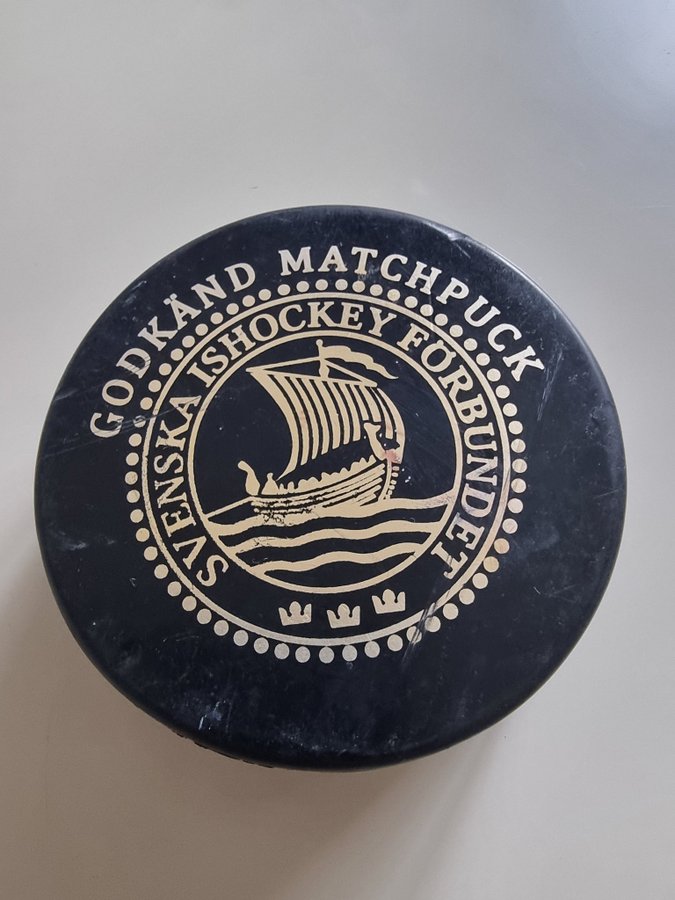 GODKÄND MATCHPUCK
SVENSKA ISHOCKEY FÖRBUNDET